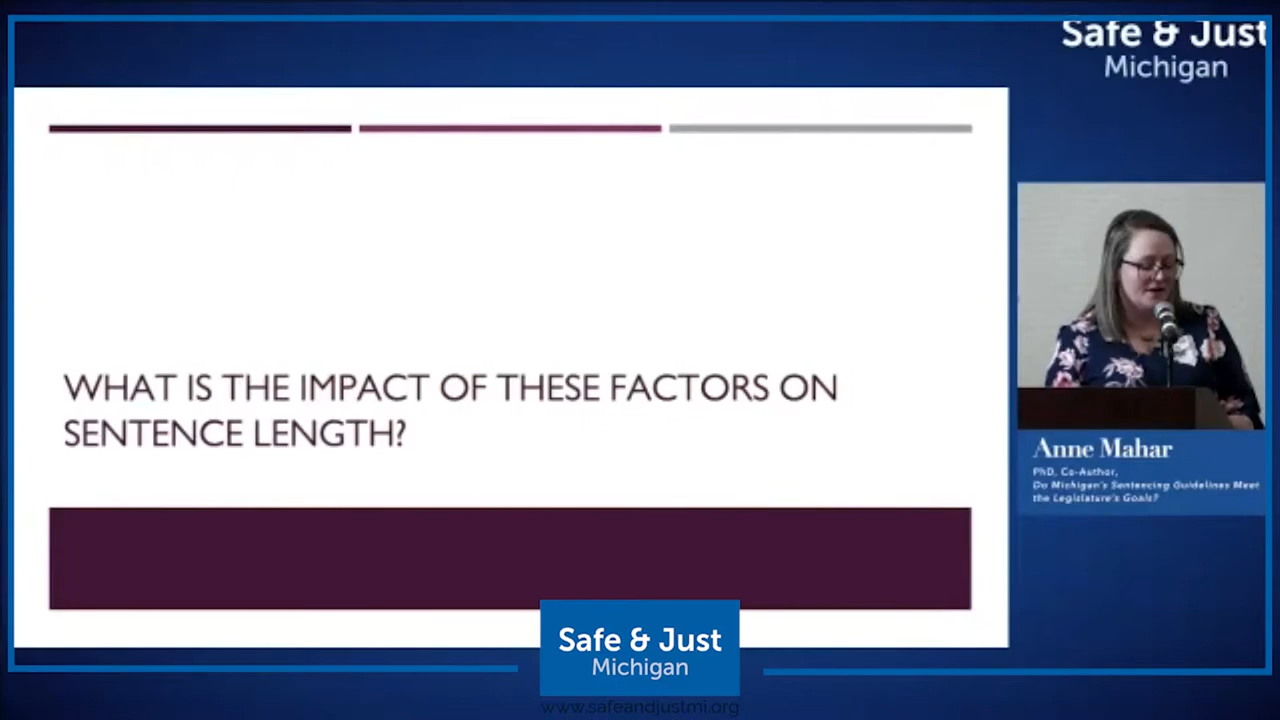 Safe & Just
Michigan
WHAT IS THE IMPACT OF THESE FACTORS ON
SENTENCE LENGTH?
Anne Mahar
PhD, Co-Author,
Do Michigan's Sentencing Guidelines Meet
the Legislature's Goals?
Safe & Just
Michigan
www.safeandjustmi.org